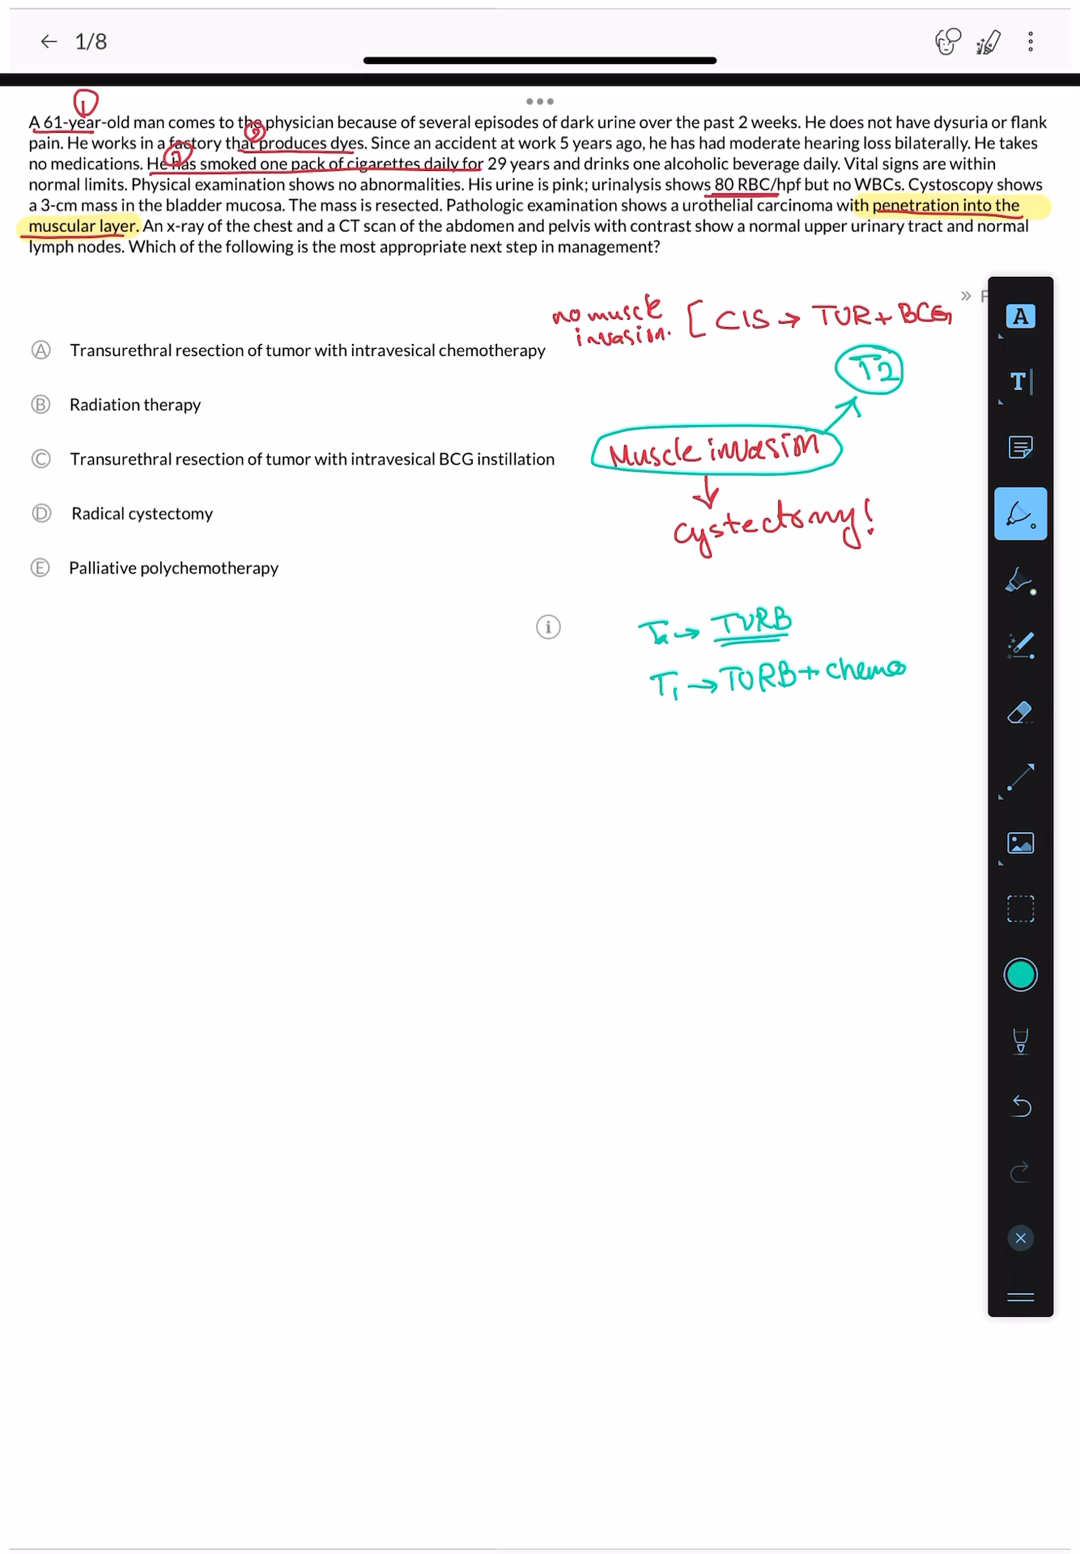 1/8
A 61-year-old man comes to the physician because of several episodes of dark urine over the past 2 weeks. He does not have dysuria or flank
pain. He works in a factory that produces dyes. Since an accident at work 5 years ago, he has had moderate hearing loss bilaterally. He takes
no medications. He has smoked one pack of cigarettes daily for 29 years and drinks one alcoholic beverage daily. Vital signs are within
normal limits. Physical examination shows no abnormalities. His urine is pink; urinalysis shows 80 RBC/hpf but no WBCs. Cystoscopy shows
a 3-cm mass in the bladder mucosa. The mass is resected. Pathologic examination shows a urothelial carcinoma with penetration into the
muscular layer. An x-ray of the chest and a CT scan of the abdomen and pelvis with contrast show a normal upper urinary tract and normal
lymph nodes. Which of the following is the most appropriate next step in management?
» F
no muscle
invasion. [ CIS → TUR + BCG
A Transurethral resection of tumor with intravesical chemotherapy
T2
B Radiation therapy
Muscle invasion
C Transurethral resection of tumor with intravesical BCG instillation
D Radical cystectomy
cystectomy!
E Palliative polychemotherapy
Ta → TURB
T1 → TURB + chemo